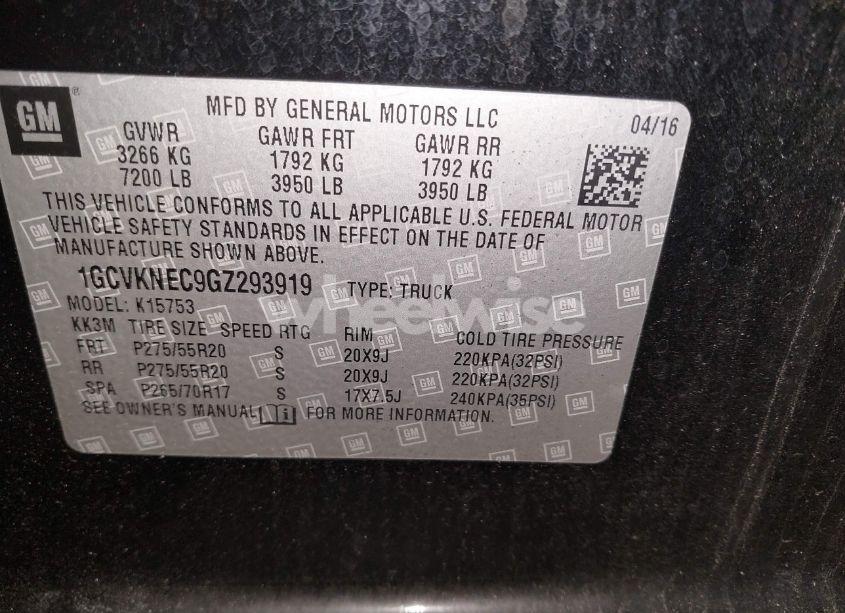 GM ®
MFD BY GENERAL MOTORS LLC
04/16
GVWR GAWR FRT GAWR RR
3266 KG 1792 KG 1792 KG
7200 LB 3950 LB 3950 LB
THIS VEHICLE CONFORMS TO ALL APPLICABLE U.S. FEDERAL MOTOR
VEHICLE SAFETY STANDARDS IN EFFECT ON THE DATE OF
MANUFACTURE SHOWN ABOVE.
1GCVKNEC9GZ293919 TYPE: TRUCK
wheelwise
MODEL: K15753
KK3M TIRE SIZE SPEED RTG RIM COLD TIRE PRESSURE
FRT P275/55R20 S 20X9J 220KPA(32PSI)
RR P275/55R20 S 20X9J 220KPA(32PSI)
SPA P265/70R17 S 17X7.5J 240KPA(35PSI)
SEE OWNER'S MANUAL i FOR MORE INFORMATION.